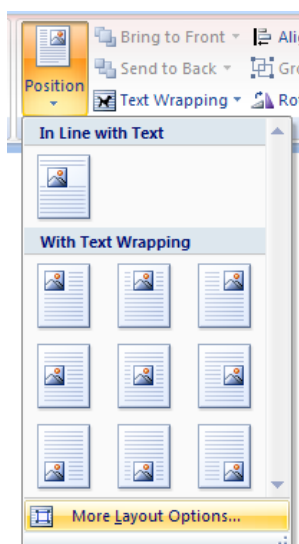 Bring to Front
Send to Back
Position
Text Wrapping
In Line with Text
With Text Wrapping
More Layout Options...